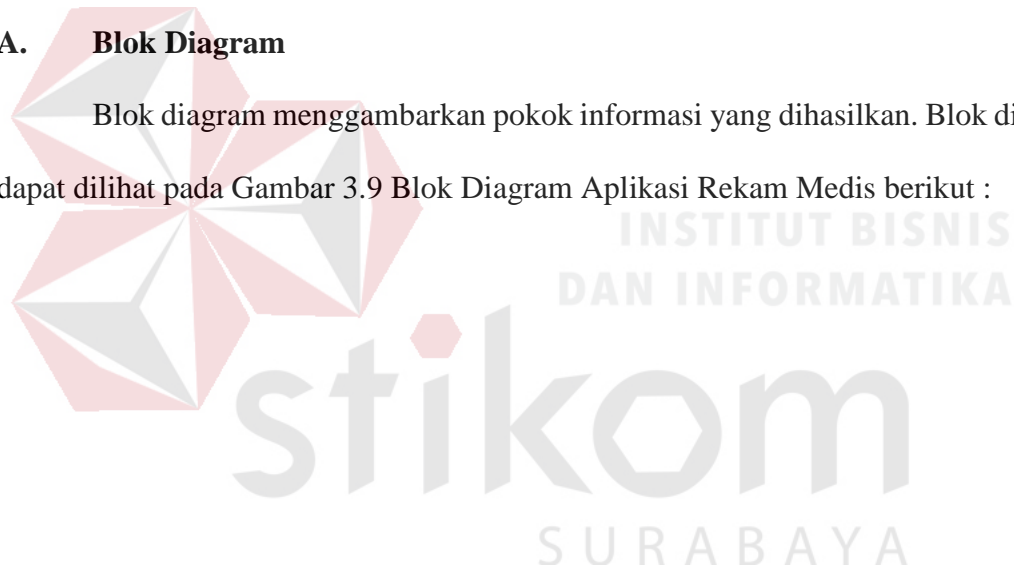 A. Blok Diagram
Blok diagram menggambarkan pokok informasi yang dihasilkan. Blok di
dapat dilihat pada Gambar 3.9 Blok Diagram Aplikasi Rekam Medis berikut :
INSTITUT BISNIS
DAN INFORMATIKA
stikom
SURABAYA